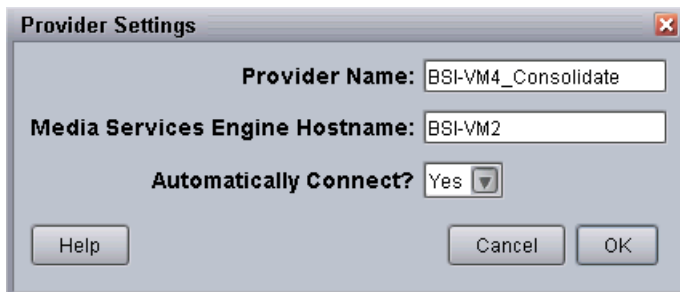 Provider Settings
Provider Name: BSI-VM4_Consolidate
Media Services Engine Hostname: BSI-VM2
Automatically Connect? Yes
Help Cancel OK